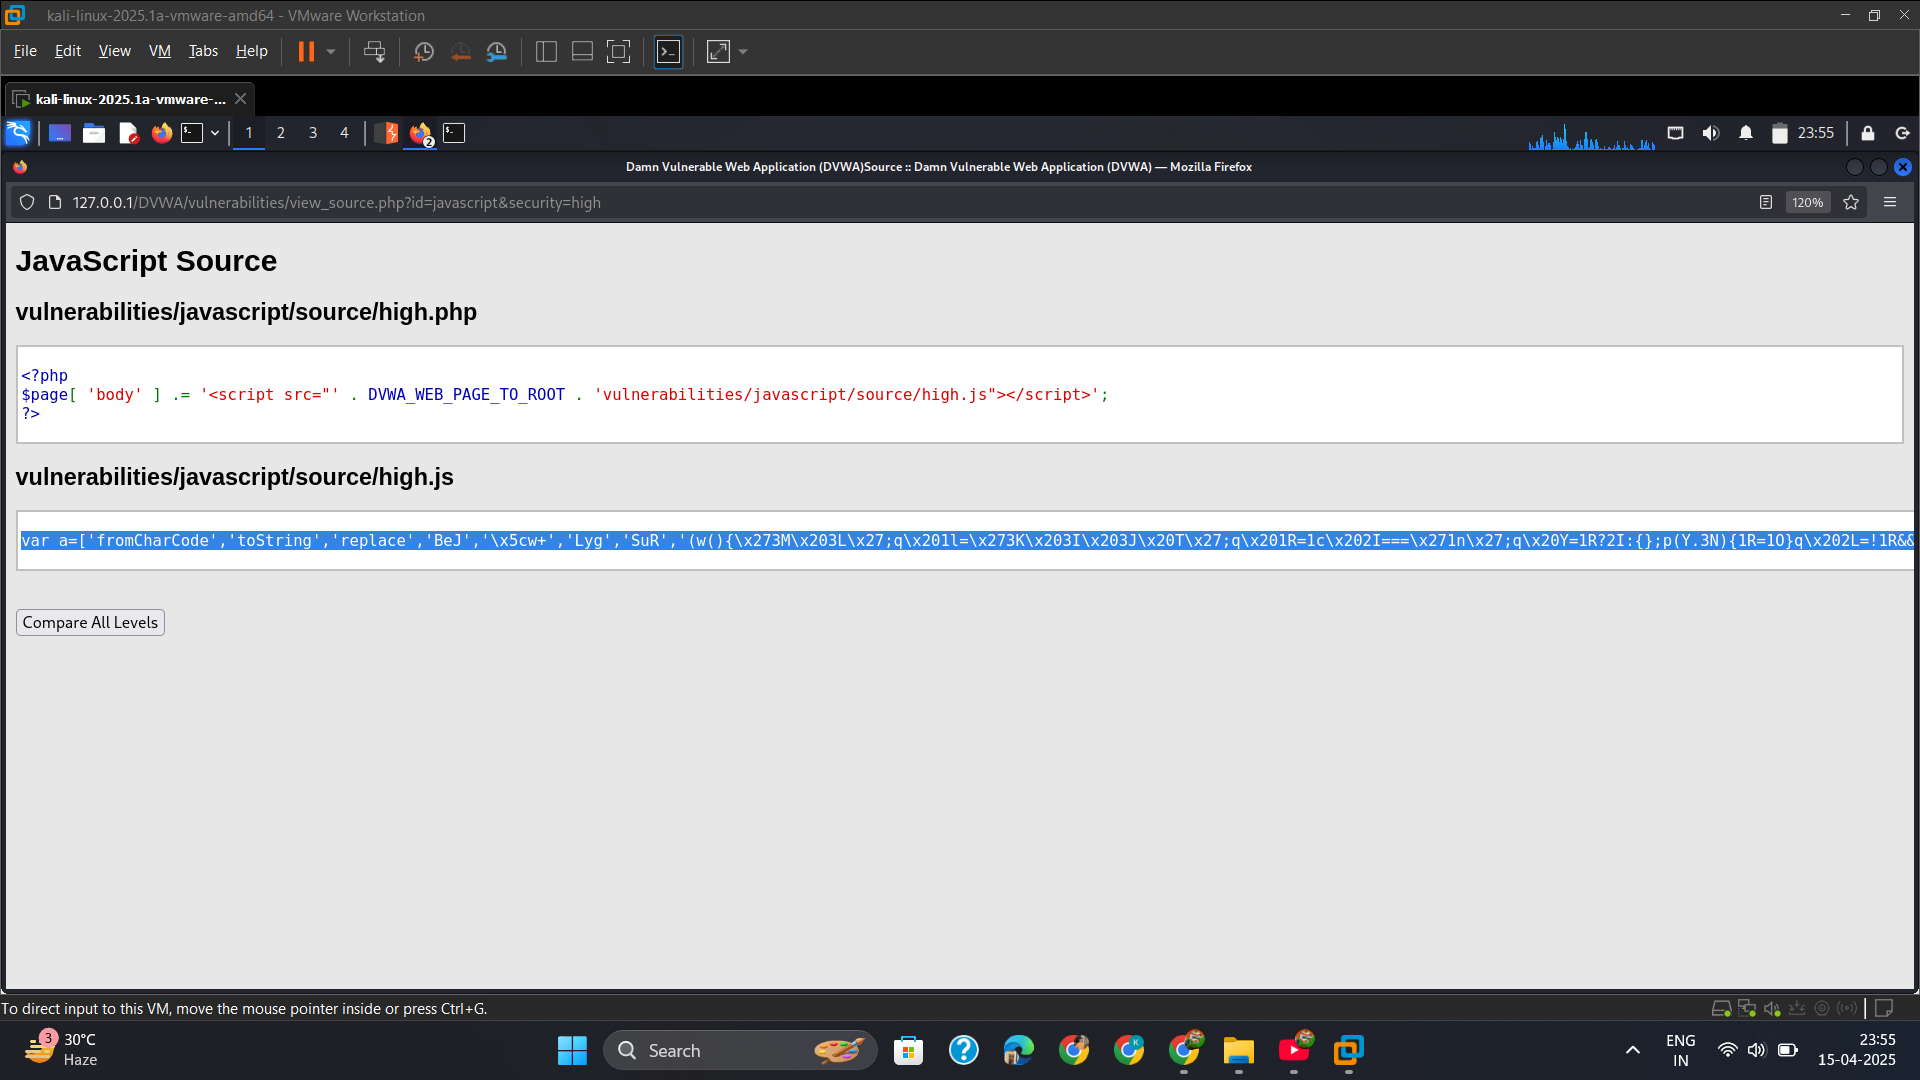 kali-linux-2025.1a-vmware-amd64 - VMware Workstation
File Edit View VM Tabs Help
kali-linux-2025.1a-vmware-...
1 2 3 4 2 23:55
Damn Vulnerable Web Application (DVWA)Source :: Damn Vulnerable Web Application (DVWA) — Mozilla Firefox
127.0.0.1/DVWA/vulnerabilities/view_source.php?id=javascript&security=high 120%
JavaScript Source
vulnerabilities/javascript/source/high.php
<?php
$page[ 'body' ] .= '<script src="' . DVWA_WEB_PAGE_TO_ROOT . 'vulnerabilities/javascript/source/high.js"></script>';
?>
vulnerabilities/javascript/source/high.js
var a=['fromCharCode','toString','replace','BeJ','\x5cw+','Lyg','SuR','(w(){\x273M\x203L\x27;q\x201l=\x273K\x203I\x203J\x20T\x27;q\x201R=1c\x202I===\x271n\x27;q\x20Y=1R?2I:{};p(Y.3N){1R=1O}q\x202L=!1R&&
Compare All Levels
To direct input to this VM, move the mouse pointer inside or press Ctrl+G.
3 30°C
Haze
Search
ENG
IN
23:55
15-04-2025